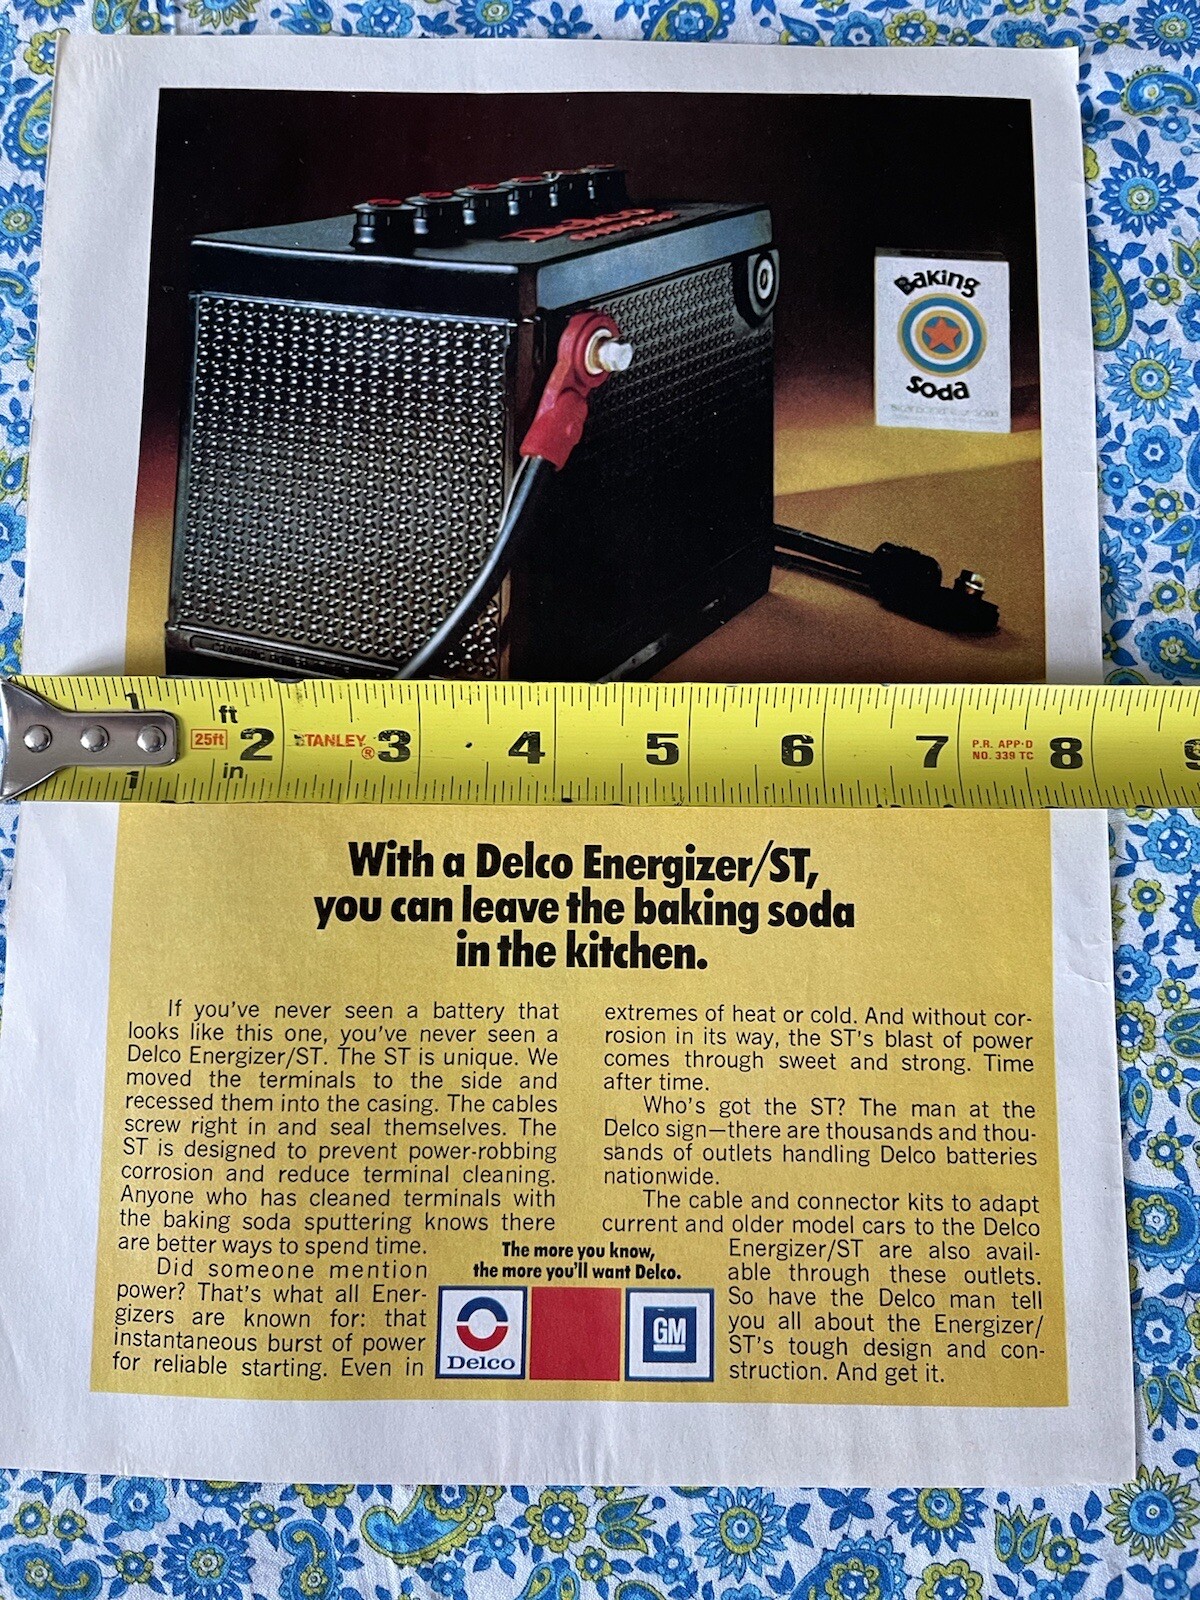 Delco
Baking
Soda
1 ft
25ft 2 STANLEY ® 3 4 5 6 7 P.R. APP'D 8 9
NO. 339 TC
1 in
With a Delco Energizer/ST,
you can leave the baking soda
in the kitchen.
If you've never seen a battery that
looks like this one, you've never seen a
Delco Energizer/ST. The ST is unique. We
moved the terminals to the side and
recessed them into the casing. The cables
screw right in and seal themselves. The
ST is designed to prevent power-robbing
corrosion and reduce terminal cleaning.
Anyone who has cleaned terminals with
the baking soda sputtering knows there
are better ways to spend time.
Did someone mention
power? That's what all Ener-
gizers are known for: that
instantaneous burst of power
for reliable starting. Even in
extremes of heat or cold. And without cor-
rosion in its way, the ST's blast of power
comes through sweet and strong. Time
after time.
Who's got the ST? The man at the
Delco sign—there are thousands and thou-
sands of outlets handling Delco batteries
nationwide.
The cable and connector kits to adapt
current and older model cars to the Delco
Energizer/ST are also avail-
able through these outlets.
So have the Delco man tell
you all about the Energizer/
ST's tough design and con-
struction. And get it.
The more you know,
the more you'll want Delco.
Delco
GM